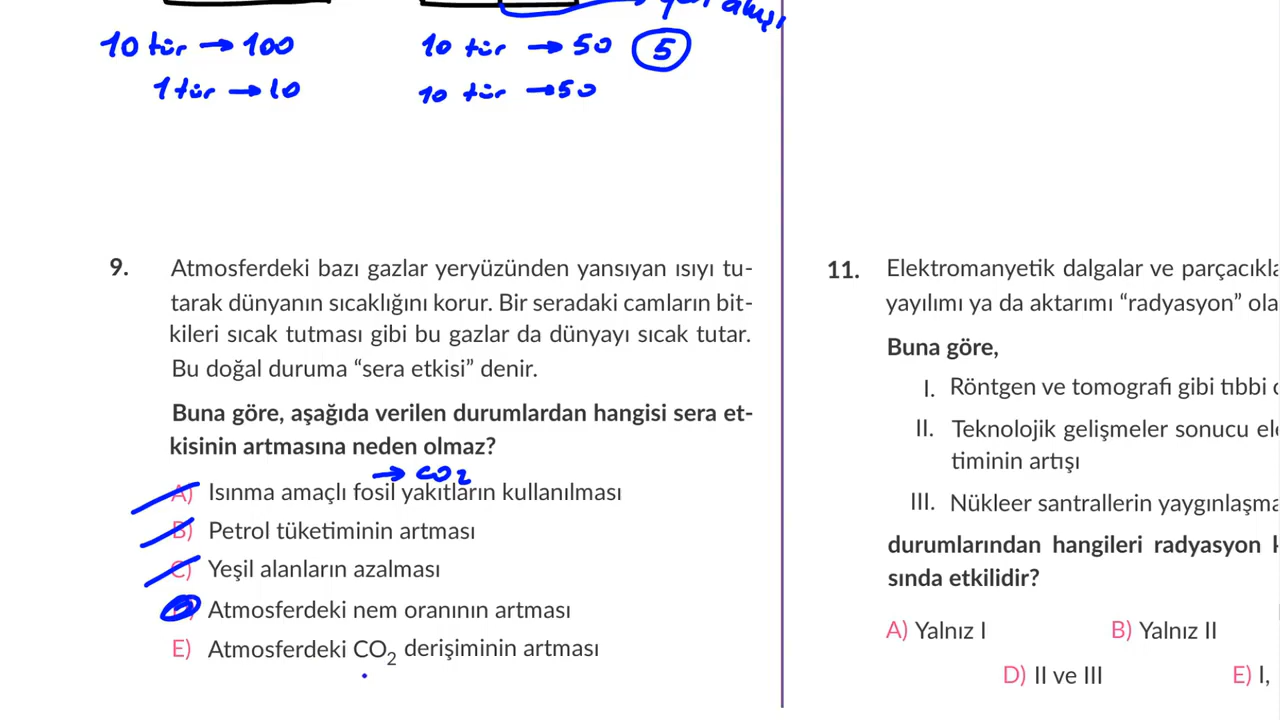 akışı
10 tür → 100
10 tür → 50 5
1 tür → 10
10 tür → 50
9. Atmosferdeki bazı gazlar yeryüzünden yansıyan ısıyı tu-
tarak dünyanın sıcaklığını korur. Bir seradaki camların bit-
kileri sıcak tutması gibi bu gazlar da dünyayı sıcak tutar.
Bu doğal duruma “sera etkisi” denir.
Buna göre, aşağıda verilen durumlardan hangisi sera et-
kisinin artmasına neden olmaz?
→ CO2
A) Isınma amaçlı fosil yakıtların kullanılması
B) Petrol tüketiminin artması
C) Yeşil alanların azalması
Atmosferdeki nem oranının artması
E) Atmosferdeki CO₂ derişiminin artması
11. Elektromanyetik dalgalar ve parçacıkla
yayılımı ya da aktarımı “radyasyon” ola
Buna göre,
I. Röntgen ve tomografi gibi tıbbi
II. Teknolojik gelişmeler sonucu ele
timinin artışı
III. Nükleer santrallerin yaygınlaşma
durumlarından hangileri radyasyon
sında etkilidir?
A) Yalnız I B) Yalnız II
D) II ve III E) I,